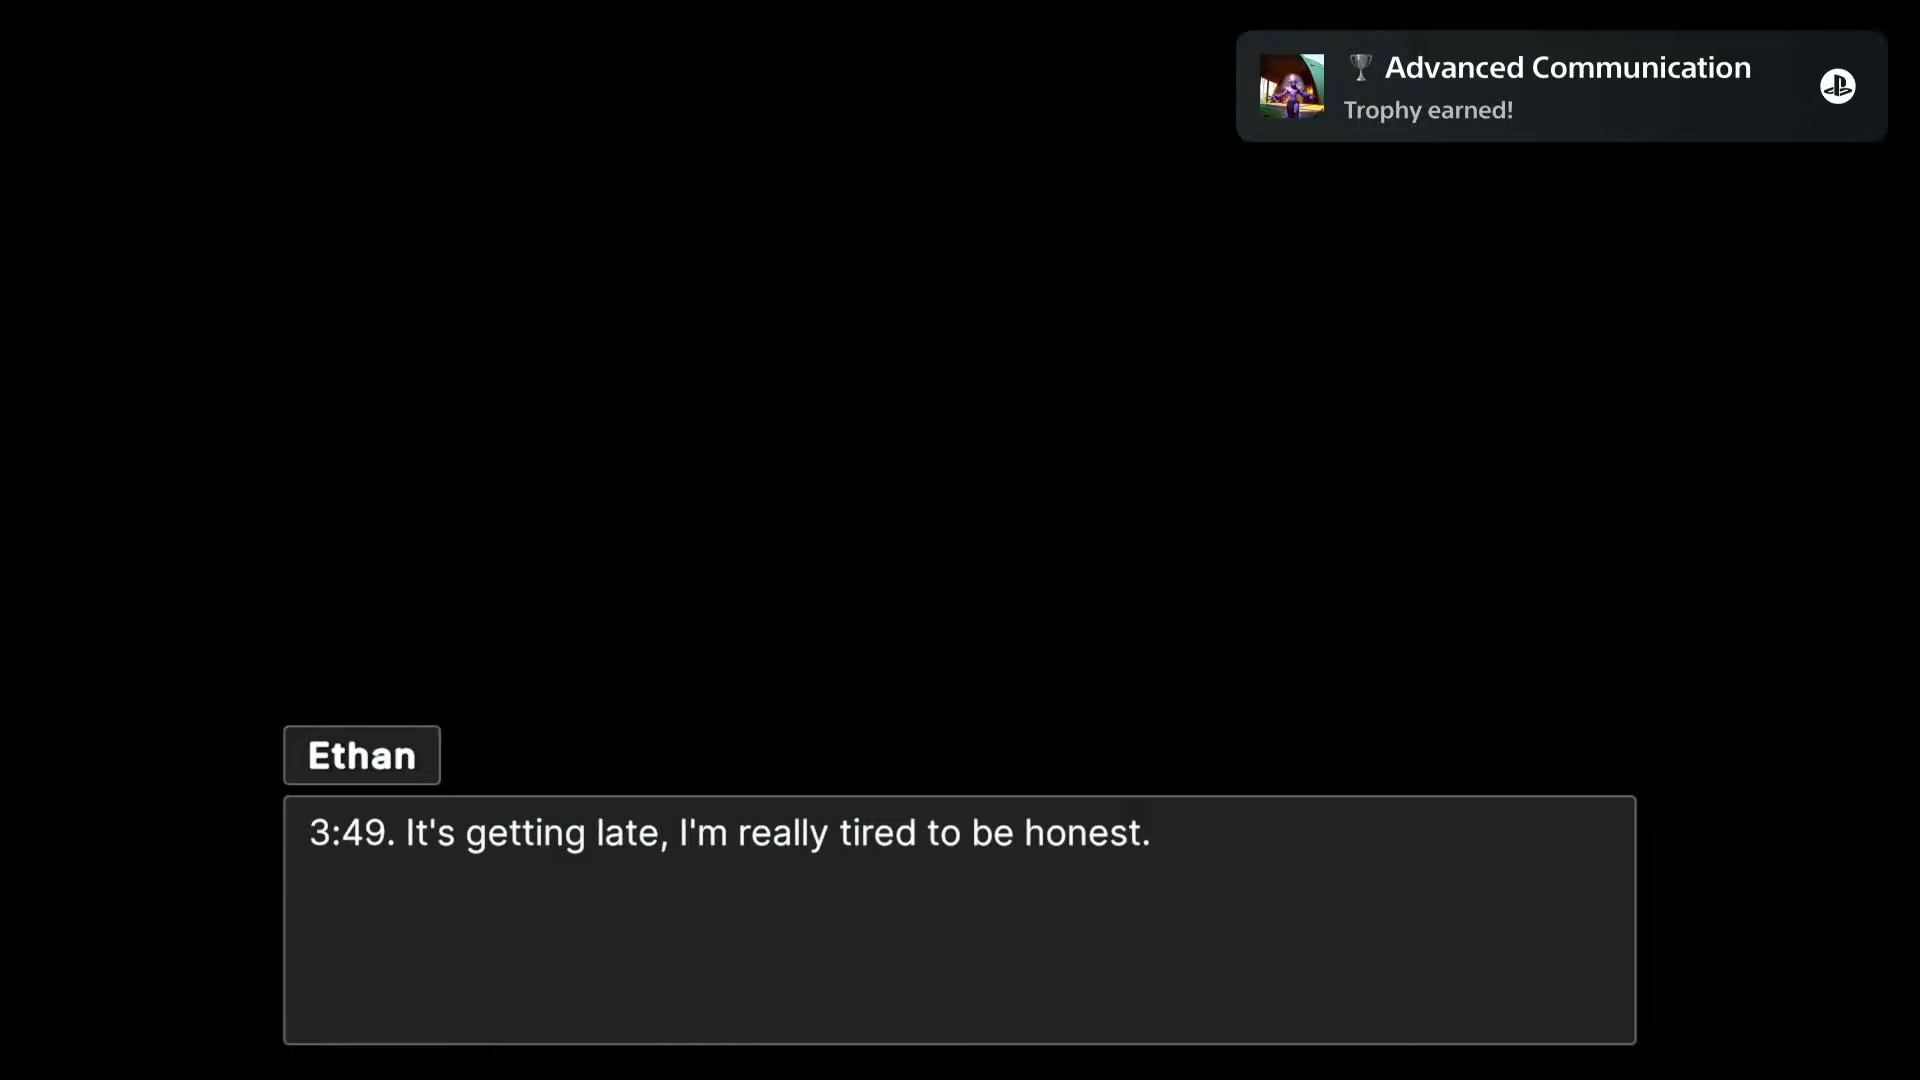 Advanced Communication
Trophy earned!
Ethan
3:49. It's getting late, I'm really tired to be honest.